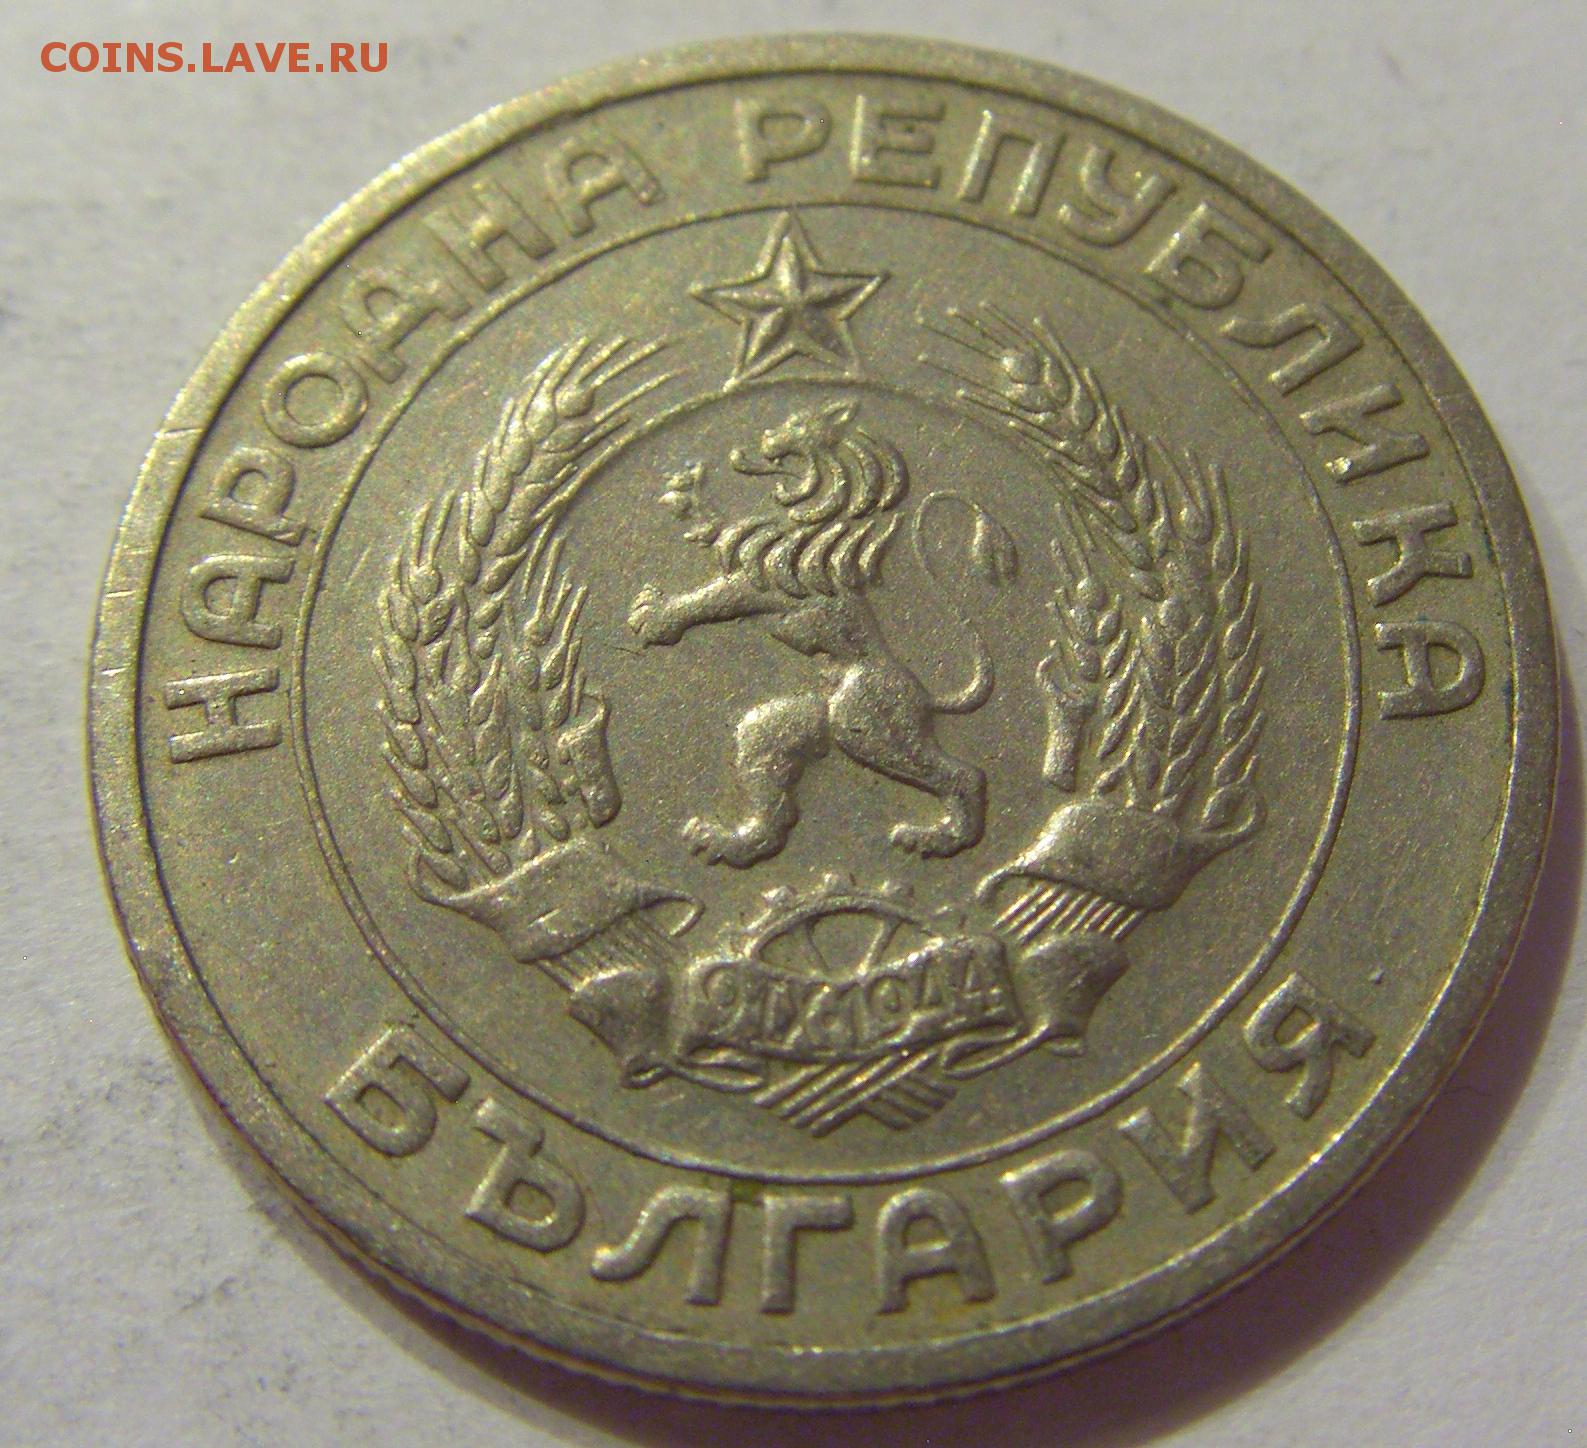 COINS.LAVE.RU
НАРОДНА РЕПУБЛИКА
9·IX·1944
БЪЛГАРИЯ